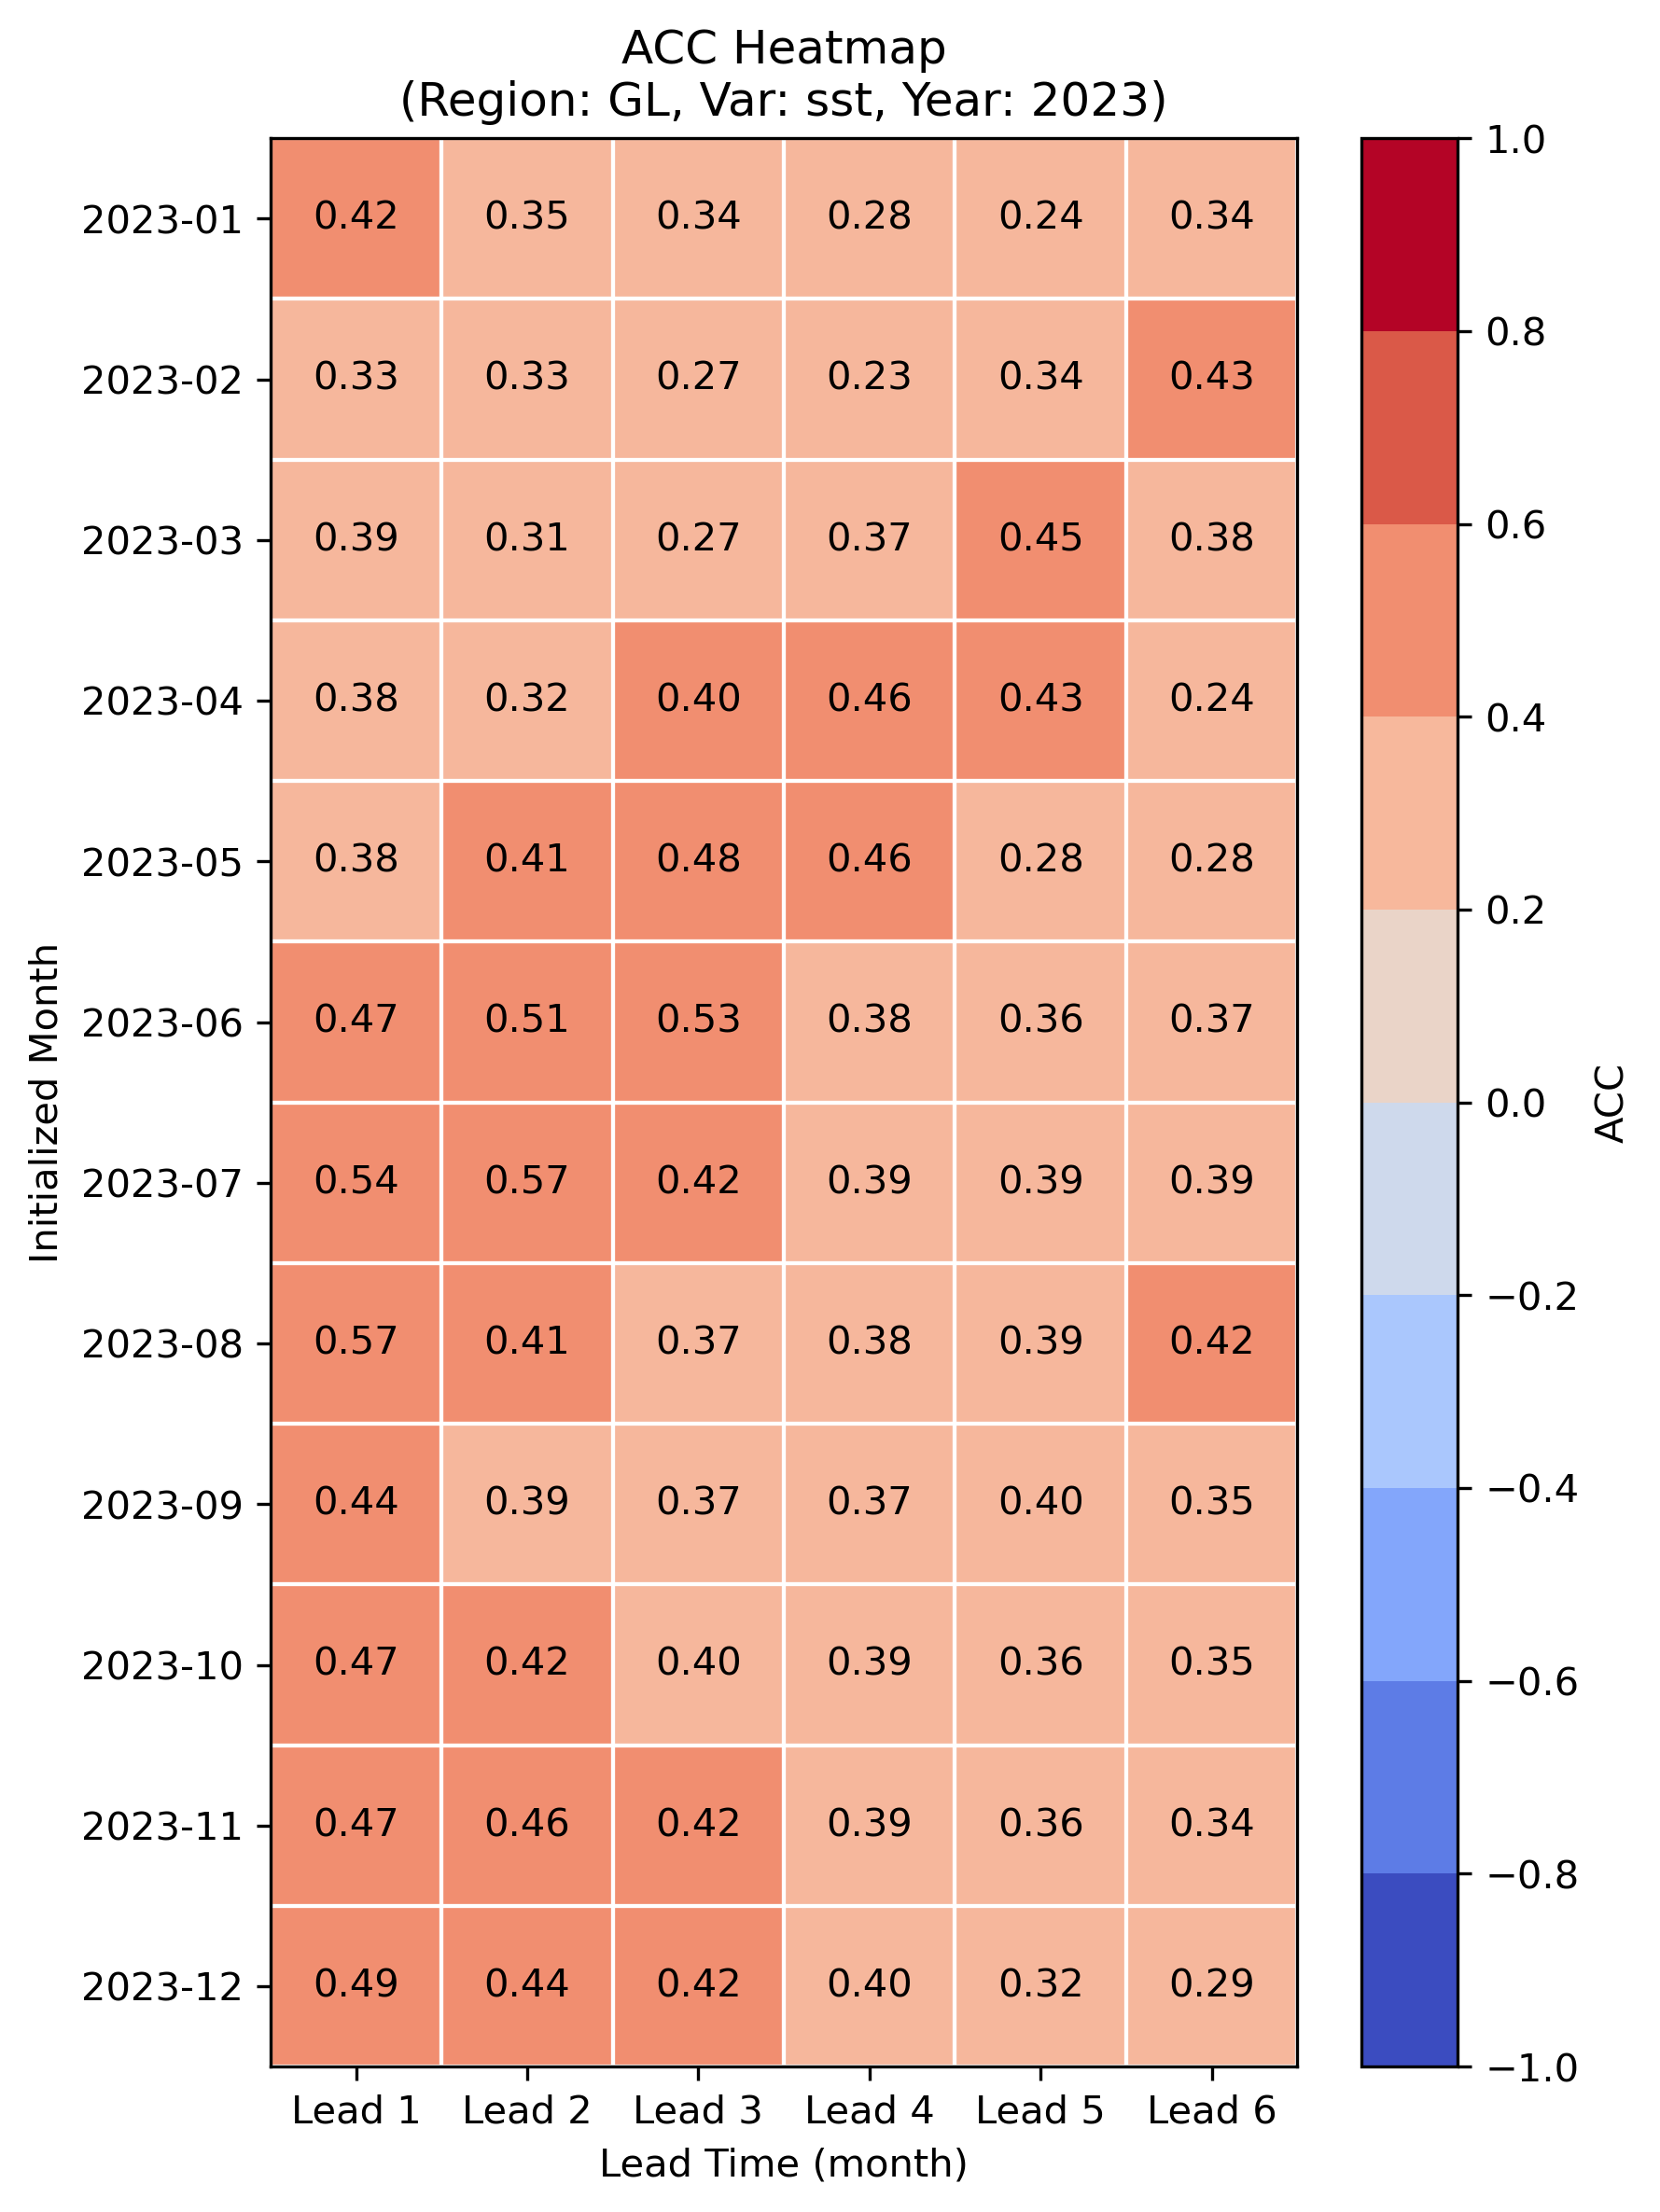 ACC Heatmap
(Region: GL, Var: sst, Year: 2023)
Initialized Month
2023-01 0.42 0.35 0.34 0.28 0.24 0.34
2023-02 0.33 0.33 0.27 0.23 0.34 0.43
2023-03 0.39 0.31 0.27 0.37 0.45 0.38
2023-04 0.38 0.32 0.40 0.46 0.43 0.24
2023-05 0.38 0.41 0.48 0.46 0.28 0.28
2023-06 0.47 0.51 0.53 0.38 0.36 0.37
2023-07 0.54 0.57 0.42 0.39 0.39 0.39
2023-08 0.57 0.41 0.37 0.38 0.39 0.42
2023-09 0.44 0.39 0.37 0.37 0.40 0.35
2023-10 0.47 0.42 0.40 0.39 0.36 0.35
2023-11 0.47 0.46 0.42 0.39 0.36 0.34
2023-12 0.49 0.44 0.42 0.40 0.32 0.29
Lead 1 Lead 2 Lead 3 Lead 4 Lead 5 Lead 6
Lead Time (month)
1.0
0.8
0.6
0.4
0.2
0.0
−0.2
−0.4
−0.6
−0.8
−1.0
ACC